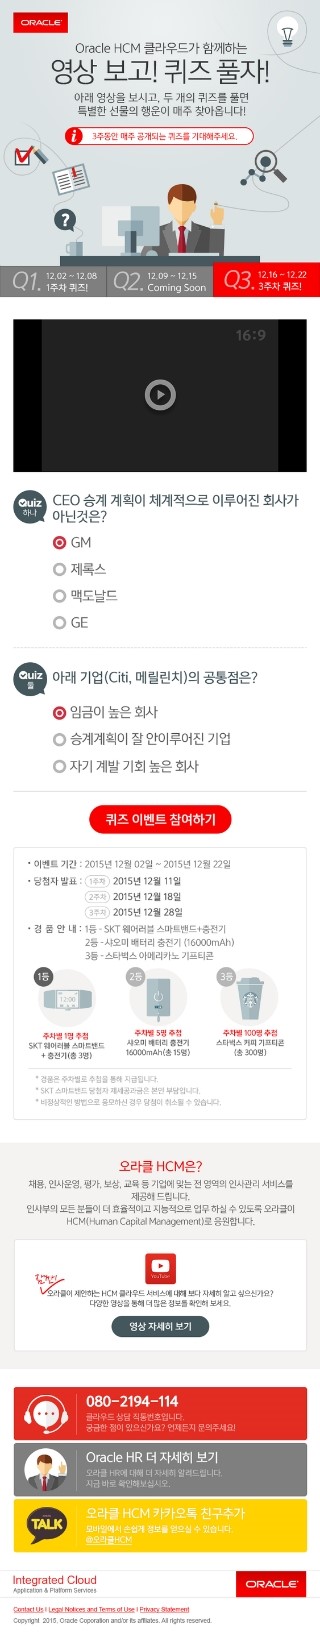 ORACLE
Oracle HCM 클라우드가 함께하는
영상 보고! 퀴즈 풀자!
아래 영상을 보시고, 두 개의 퀴즈를 풀면
특별한 선물의 행운이 매주 찾아옵니다!
i 3주동안 매주 공개되는 퀴즈를 기대해주세요.
?
Q1. 12.02 ~ 12.08
1주차 퀴즈!
Q2. 12.09 ~ 12.15
Coming Soon
Q3. 12.16 ~ 12.22
3주차 퀴즈!
16:9
Quiz 하나
CEO 승계 계획이 체계적으로 이루어진 회사가
아닌것은?
GM
제록스
맥도날드
GE
Quiz 둘
아래 기업(Citi, 메릴린치)의 공통점은?
임금이 높은 회사
승계계획이 잘 안이루어진 기업
자기 계발 기회 높은 회사
퀴즈 이벤트 참여하기
• 이벤트 기간 : 2015년 12월 02일 ~ 2015년 12월 22일
• 당첨자 발표 : 1주차 2015년 12월 11일
2주차 2015년 12월 18일
3주차 2015년 12월 28일
• 경 품 안 내 : 1등 - SKT 웨어러블 스마트밴드+충전기
2등 - 샤오미 배터리 충전기 (16000mAh)
3등 - 스타벅스 아메리카노 기프티콘
1등
12:00
2등
3등
주차별 1명 추첨
SKT 웨어러블 스마트밴드
+ 충전기(총 3명)
주차별 5명 추첨
샤오미 배터리 충전기
16000mAh(총 15명)
주차별 100명 추첨
스타벅스 커피 기프티콘
(총 300명)
* 경품은 주차별로 추첨을 통해 지급됩니다.
* SKT 스마트밴드 당첨자 제세공과금은 본인 부담입니다.
* 비정상적인 방법으로 응모하신 경우 당첨이 취소될 수 있습니다.
오라클 HCM은?
채용, 인사운영, 평가, 보상, 교육 등 기업에 맞는 전 영역의 인사관리 서비스를
제공해 드립니다.
인사부의 모든 분들이 더 효율적이고 지능적으로 업무 하실 수 있도록 오라클이
HCM(Human Capital Management)로 응원합니다.
YouTube
잠깐!
오라클이 제안하는 HCM 클라우드 서비스에 대해 보다 자세히 알고 싶으신가요?
다양한 영상을 통해 더 많은 정보를 확인해 보세요.
영상 자세히 보기
080-2194-114
클라우드 상담 직통번호입니다.
궁금한 점이 있으신가요? 언제든지 문의주세요!
Oracle HR 더 자세히 보기
오라클 HR에 대해 더 자세히 알려드립니다.
지금 바로 확인해보십시오.
TALK
오라클 HCM 카카오톡 친구추가
모바일에서 손쉽게 정보를 얻으실 수 있습니다.
@오라클HCM
Integrated Cloud
Application & Platform Services
ORACLE
Contact Us | Legal Notices and Terms of Use | Privacy Statement
Copyright 2015, Oracle Coporation and/or its affiliates. All rights reserved.